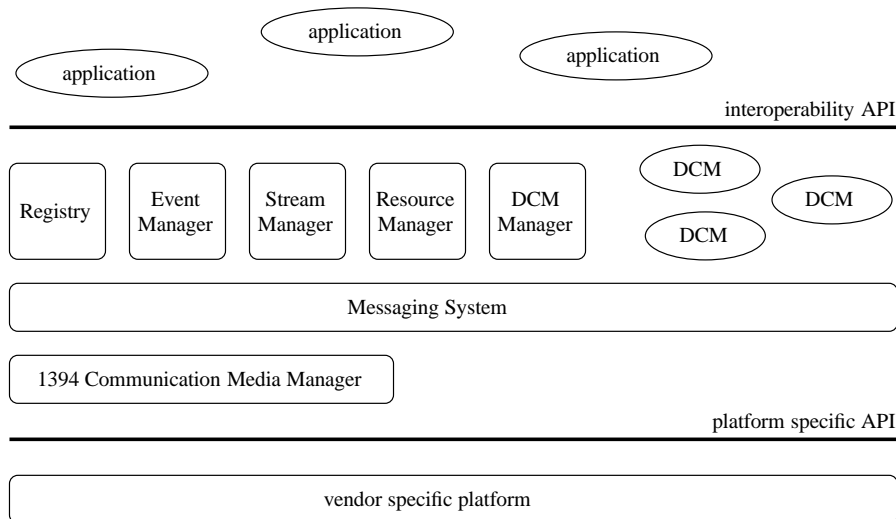 application
application
application
interoperability API
Registry
Event
Manager
Stream
Manager
Resource
Manager
DCM
Manager
DCM
DCM
DCM
Messaging System
1394 Communication Media Manager
platform specific API
vendor specific platform